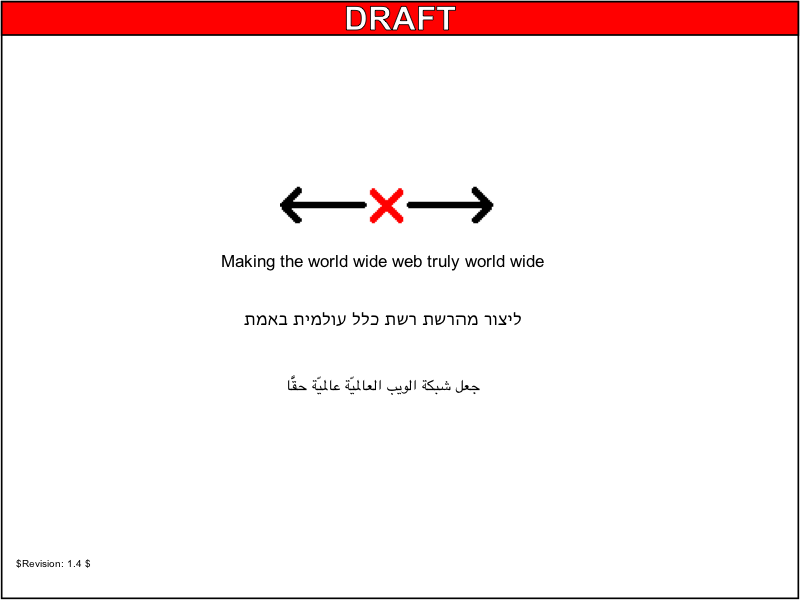 DRAFT
Making the world wide web truly world wide
ליצור מהרשת רשת כלל עולמית באמת
جعل شبكة الويب العالميّة عالميّة حقًّا
$Revision: 1.4 $